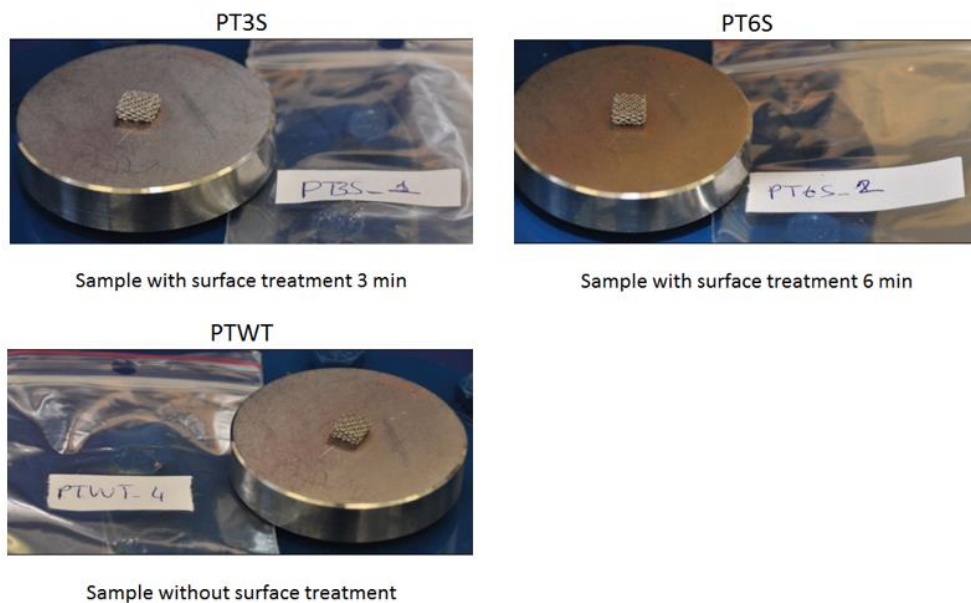 PT3S
PT6S
PT3S_1
PT6S_2
Sample with surface treatment 3 min
Sample with surface treatment 6 min
PTWT
PTWT_4
Sample without surface treatment